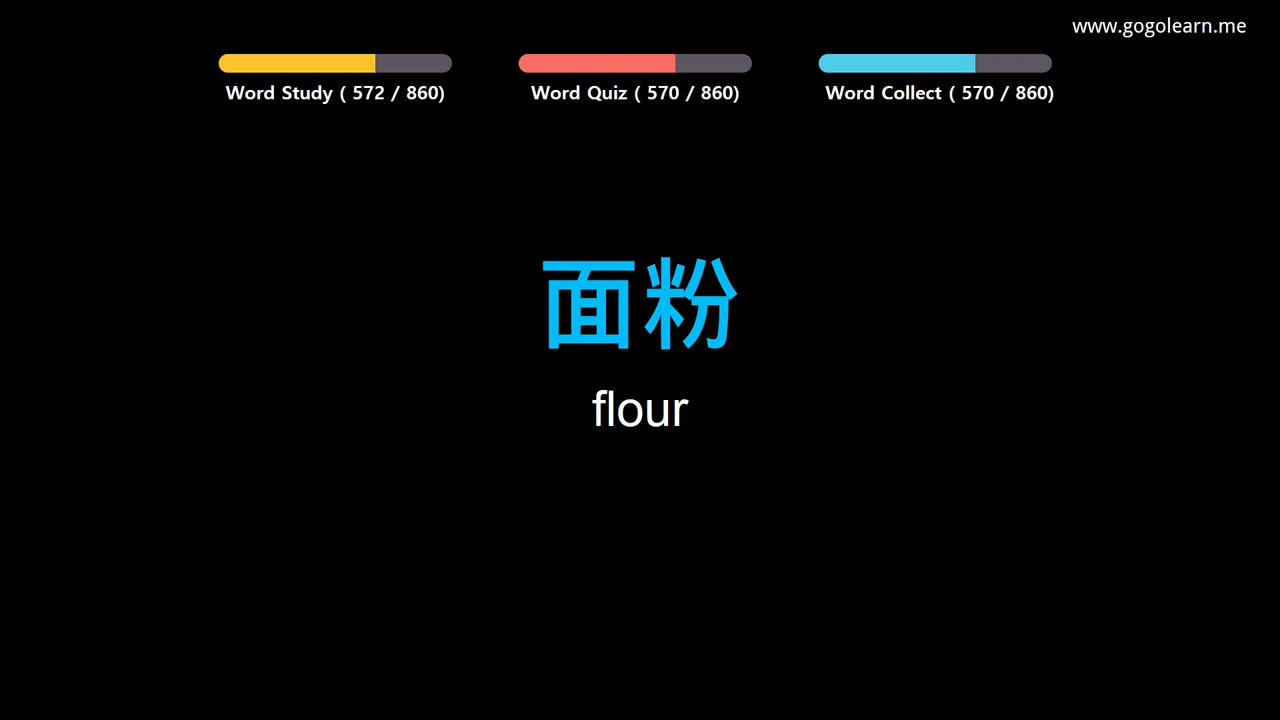 www.gogolearn.me
Word Study ( 572 / 860)
Word Quiz ( 570 / 860)
Word Collect ( 570 / 860)
面粉
flour